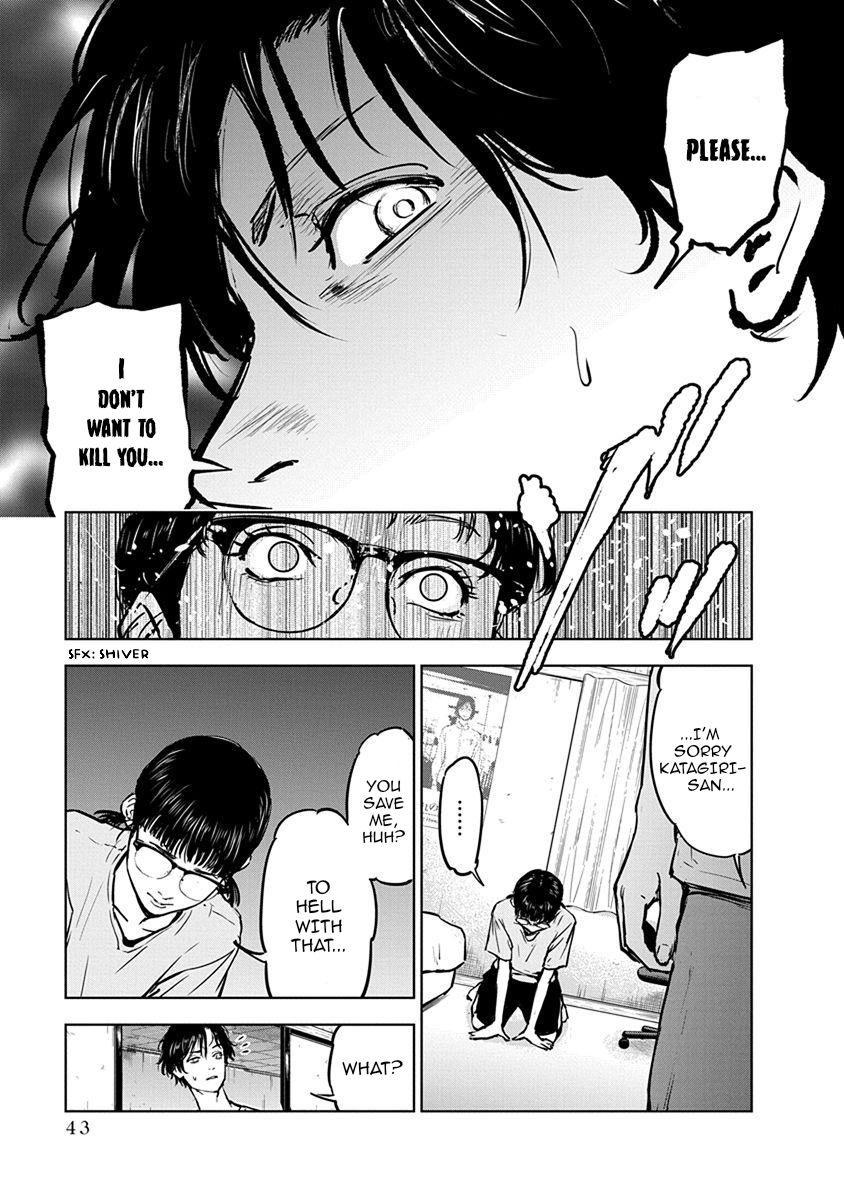 PLEASE...
I
DON'T
WANT TO
KILL YOU...
SFX: SHIVER
...I'M
SORRY
KATAGIRI-
SAN...
........
YOU
SAVE
ME,
HUH?
TO
HELL
WITH
THAT...
WHAT?
43